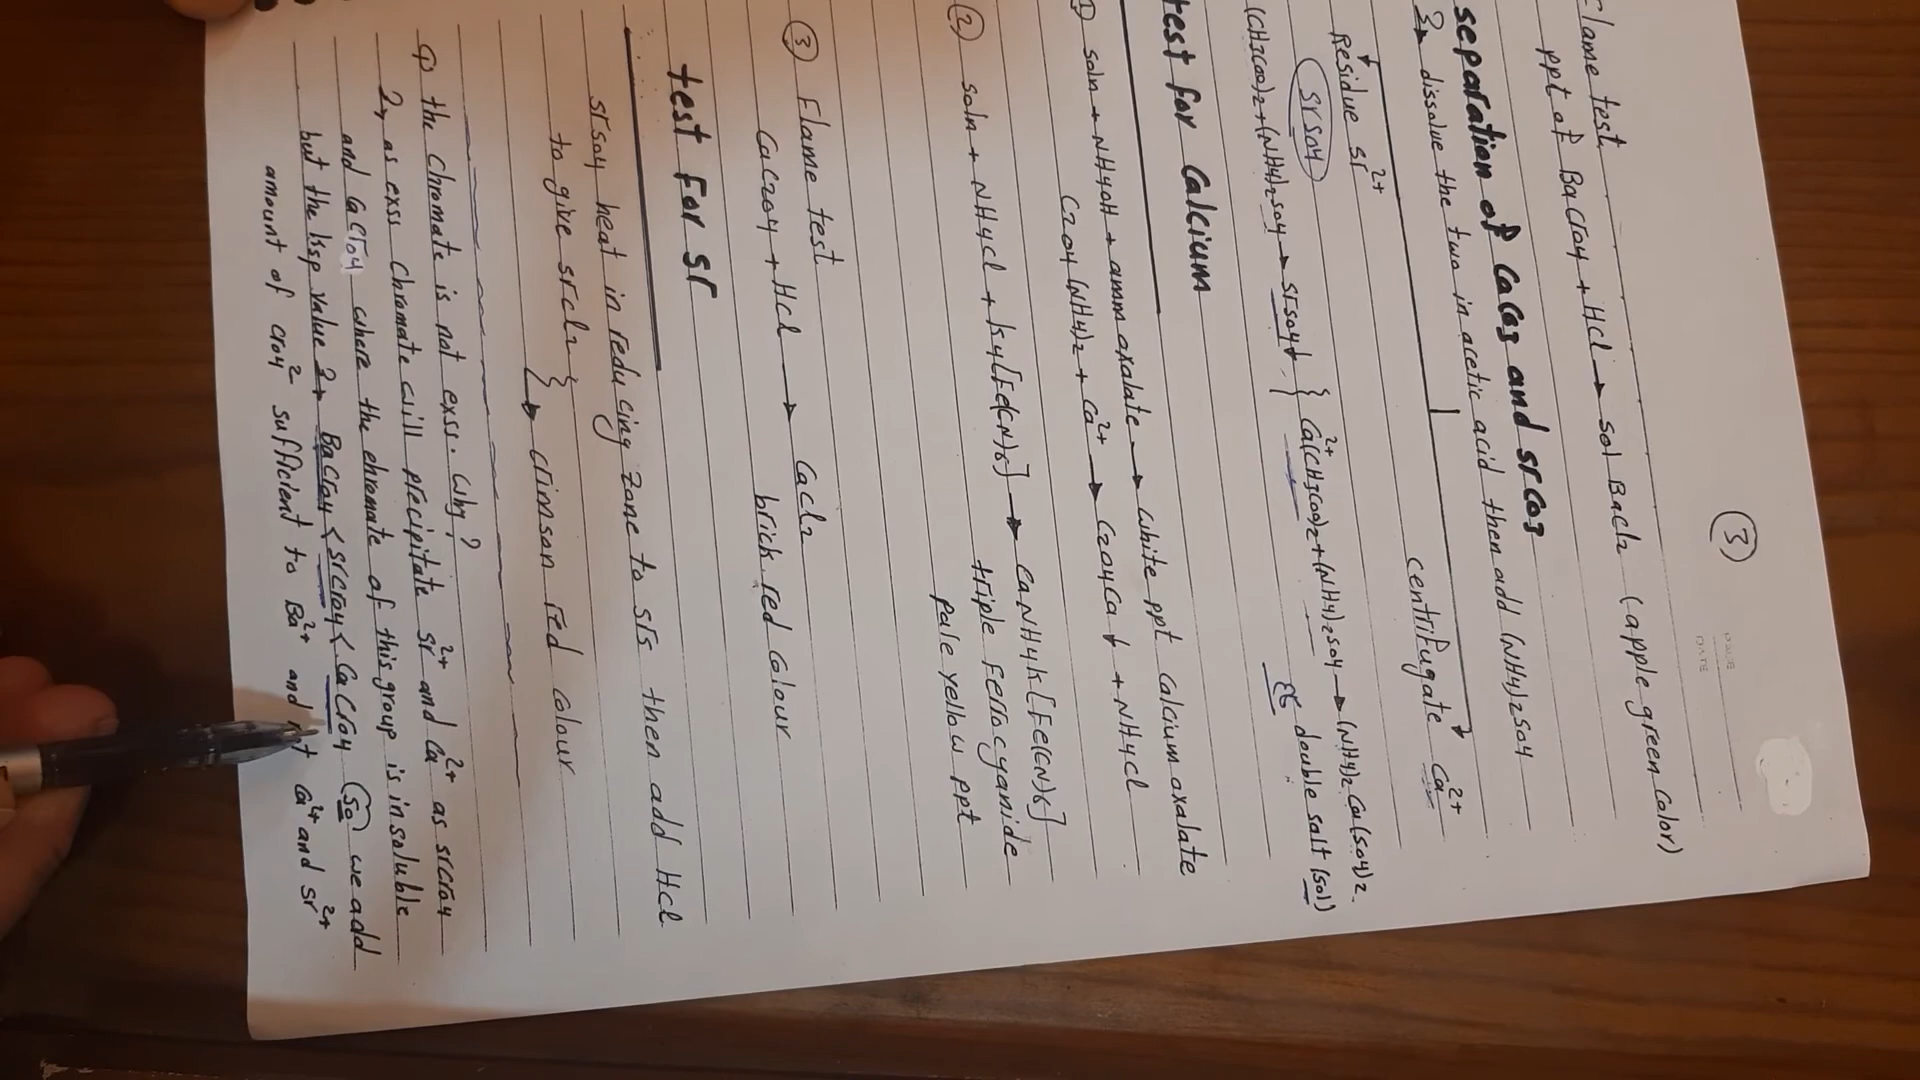 ③
PAGE
DATE
Flame test
ppt of BaCrO4 + HCl → sol BaCl2 (apple green Color)
separation of CaCO3 and SrCO3
dissolve the two in acetic acid then add (NH4)2SO4
Residue Sr2+ centrifugate Ca2+
SrSO4
(CH3COO)2 + (NH4)2SO4 → SrSO4↓ } Ca2+(CH3COO)2 + (NH4)2SO4 → (NH4)2 Ca(SO4)2.
double salt (sol)
test for Calcium
① soln + NH4OH + amm oxalate → white ppt calcium oxalate
C2O4 (NH4)2 + Ca2+ → C2O4Ca↓ + NH4Cl
② soln + NH4Cl + K4[Fe(CN)6] → CaNH4K[Fe(CN)6]
triple Ferrocyanide
pale yellow ppt
③ Flame test
CaC2O4 + HCl → CaCl2
brick red Colour
test For Sr
SrSO4 heat in reducing zone to SrS then add HCl
to give SrCl2 } → crimson red colour
Q the Chromate is not exss. why?
as exss Chromate will precipitate Sr2+ and Ca2+ as SrCrO4
and CaCrO4 where the chromate of this group is insoluble
but the Ksp value BaCrO4 < SrCrO4 < CaCrO4 (so) we add
amount of CrO4 2- sufficient to Ba2+ and Ca2+ and Sr2+